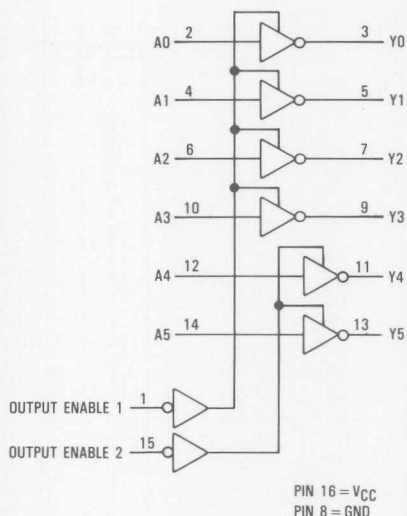 A0 2 3 Y0
A1 4 5 Y1
A2 6 7 Y2
A3 10 9 Y3
A4 12 11 Y4
A5 14 13 Y5
OUTPUT ENABLE 1 1
OUTPUT ENABLE 2 15
PIN 16 = VCC
PIN 8 = GND